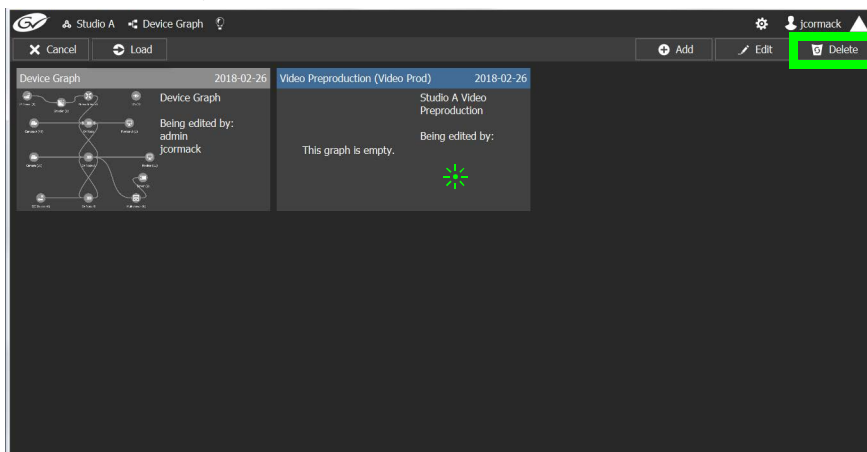 Studio A Device Graph jcormack
Cancel Load Add Edit Delete
Device Graph 2018-02-26
Device Graph
Being edited by:
admin
jcormack
Video Preproduction (Video Prod) 2018-02-26
This graph is empty.
Studio A Video
Preproduction
Being edited by: